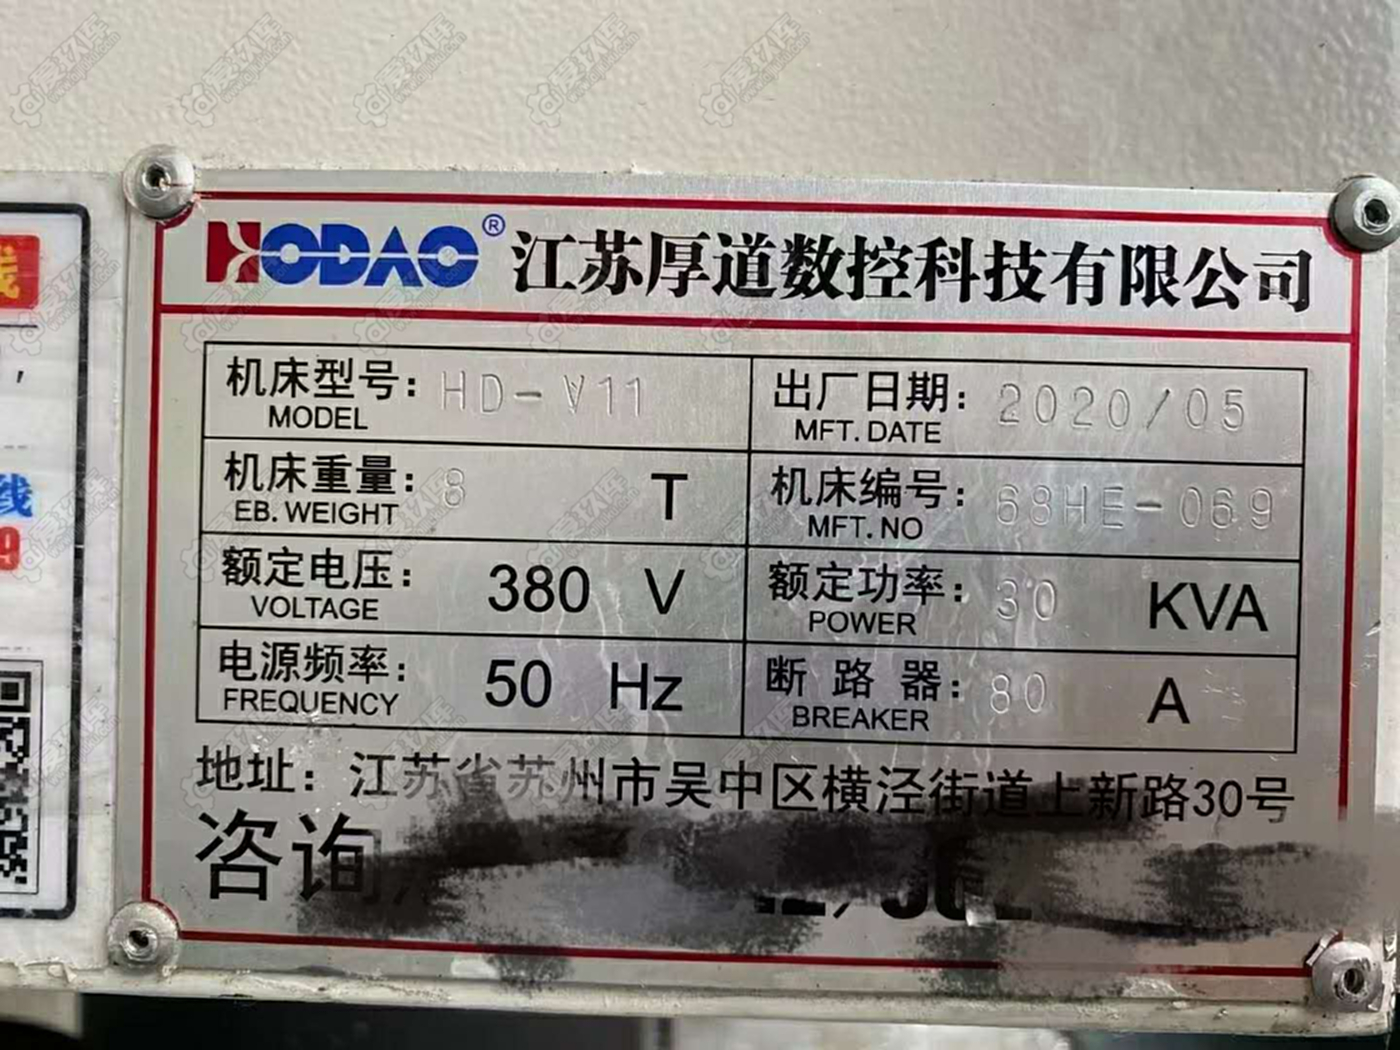 HODAO® 江苏厚道数控科技有限公司
机床型号: HD-V11 出厂日期: 2020/05
MODEL MFT. DATE
机床重量: 8 T 机床编号: 68HE-069
EB. WEIGHT MFT. NO
额定电压: 380 V 额定功率: 30 KVA
VOLTAGE POWER
电源频率: 50 Hz 断路器: 80 A
FREQUENCY BREAKER
地址: 江苏省苏州市吴中区横泾街道上新路30号
咨询
线
线
9